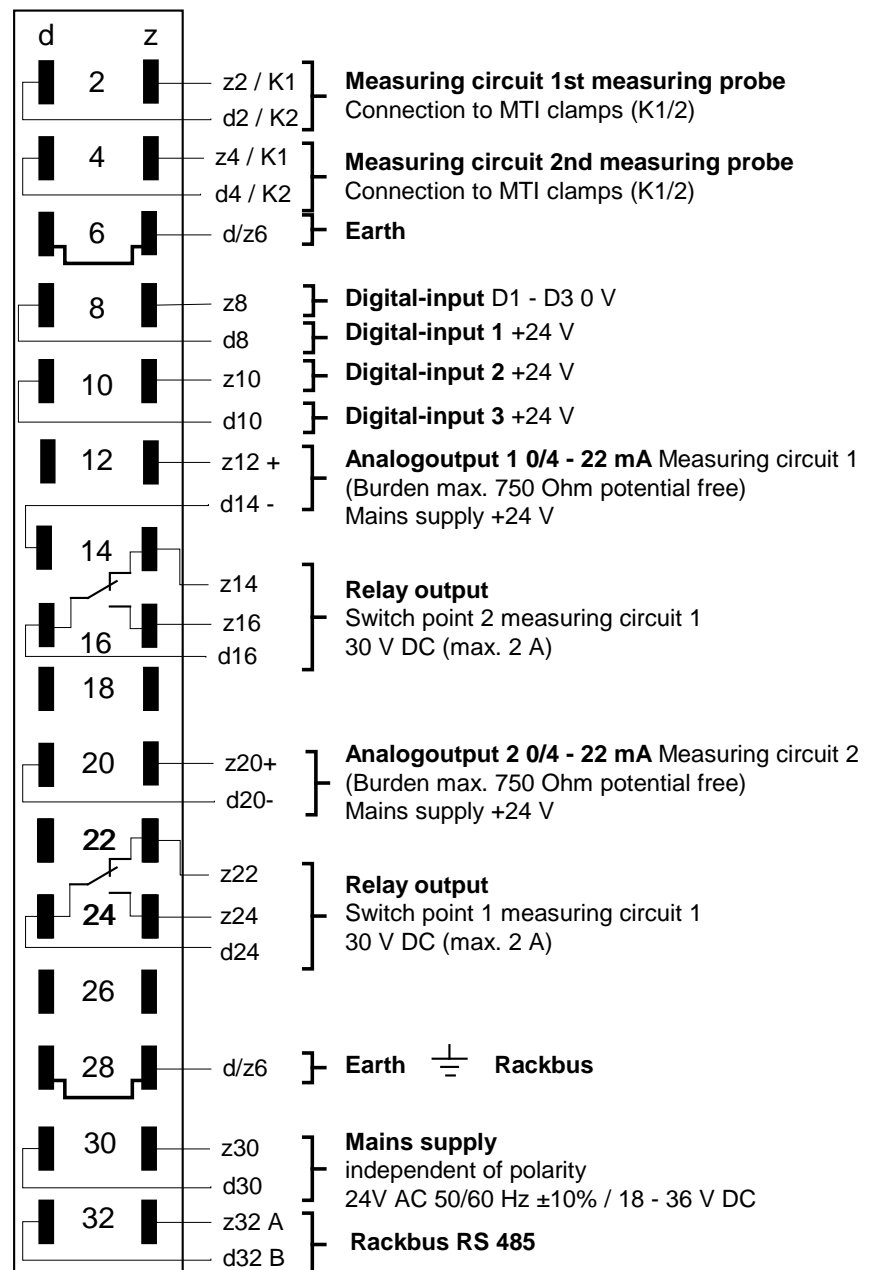 d z
2 z2 / K1 Measuring circuit 1st measuring probe
d2 / K2 Connection to MTI clamps (K1/2)
4 z4 / K1 Measuring circuit 2nd measuring probe
d4 / K2 Connection to MTI clamps (K1/2)
6 d/z6 Earth
8 z8 Digital-input D1 - D3 0 V
d8 Digital-input 1 +24 V
10 z10 Digital-input 2 +24 V
d10 Digital-input 3 +24 V
12 z12 + Analogoutput 1 0/4 - 22 mA Measuring circuit 1
(Burden max. 750 Ohm potential free)
d14 - Mains supply +24 V
14
z14 Relay output
z16 Switch point 2 measuring circuit 1
16 d16 30 V DC (max. 2 A)
18
20 z20+ Analogoutput 2 0/4 - 22 mA Measuring circuit 2
(Burden max. 750 Ohm potential free)
d20- Mains supply +24 V
22
z22 Relay output
24 z24 Switch point 1 measuring circuit 1
d24 30 V DC (max. 2 A)
26
28 d/z6 Earth Rackbus
30 z30 Mains supply
independent of polarity
d30 24V AC 50/60 Hz ±10% / 18 - 36 V DC
32 z32 A
Rackbus RS 485
d32 B